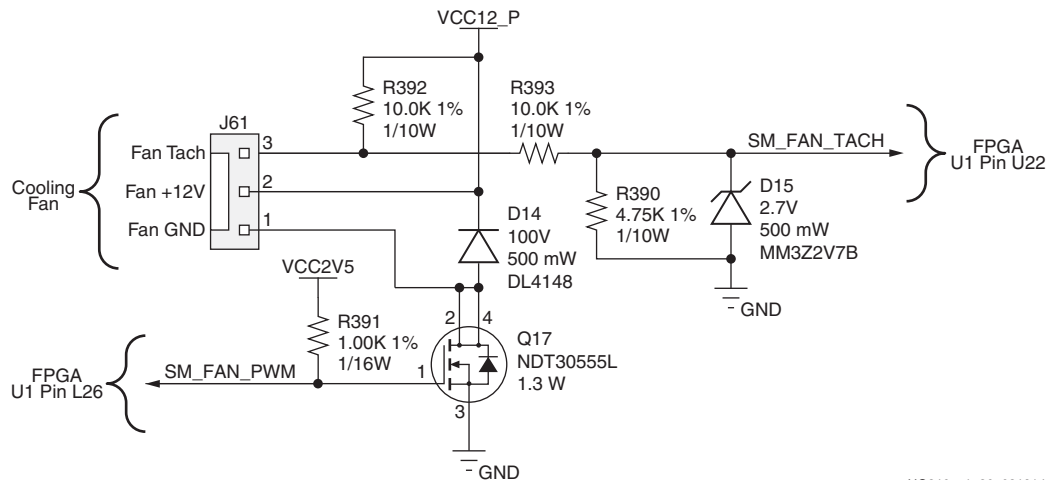 VCC12_P
R392
10.0K 1%
1/10W
R393
10.0K 1%
1/10W
J61
Fan Tach
3
SM_FAN_TACH
FPGA
U1 Pin U22
Cooling
Fan
Fan +12V
2
Fan GND
1
R390
4.75K 1%
1/10W
D15
2.7V
500 mW
MM3Z2V7B
D14
100V
500 mW
DL4148
GND
VCC2V5
R391
1.00K 1%
1/16W
2
4
Q17
NDT30555L
1.3 W
1
3
FPGA
U1 Pin L26
SM_FAN_PWM
GND